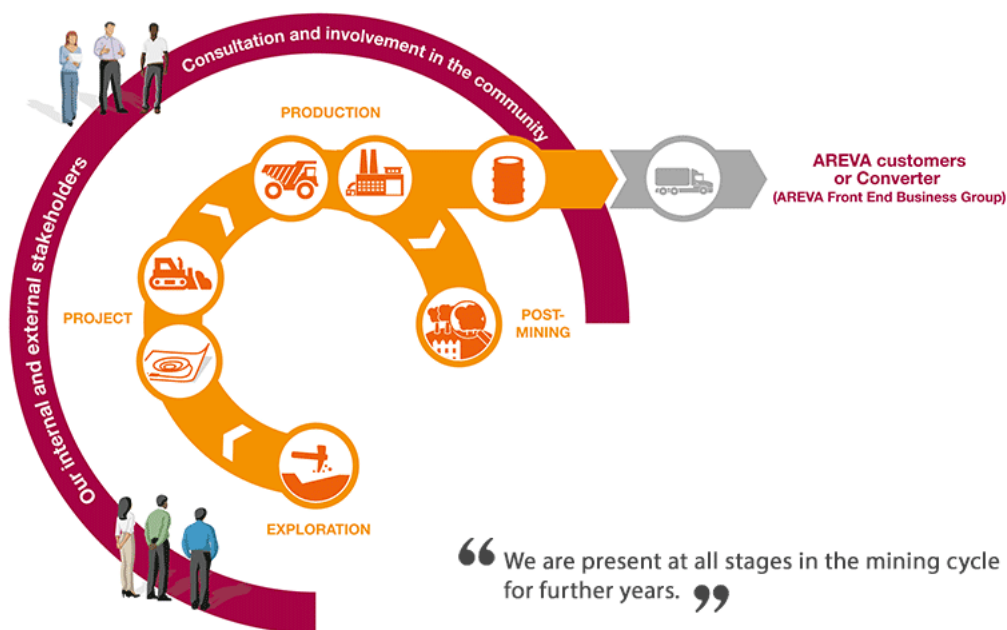 Consultation and involvement in the community
Our internal and external stakeholders
PRODUCTION
AREVA customers
or Converter
(AREVA Front End Business Group)
PROJECT
POST-
MINING
EXPLORATION
“ We are present at all stages in the mining cycle
for further years. ”